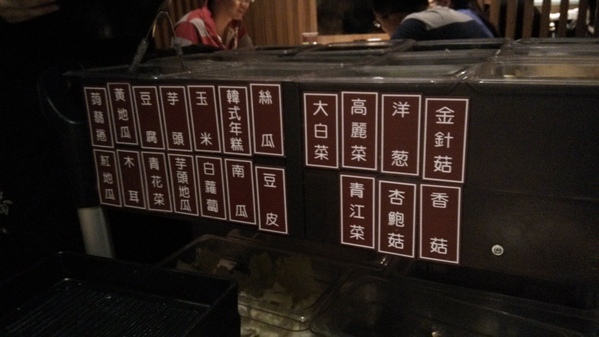 蒟蒻捲
黃地瓜
豆腐
芋頭
玉米
韓式年糕
絲瓜
大白菜
高麗菜
洋葱
金針菇
紅地瓜
木耳
青花菜
芋頭地瓜
白蘿蔔
南瓜
豆皮
青江菜
杏鮑菇
香菇